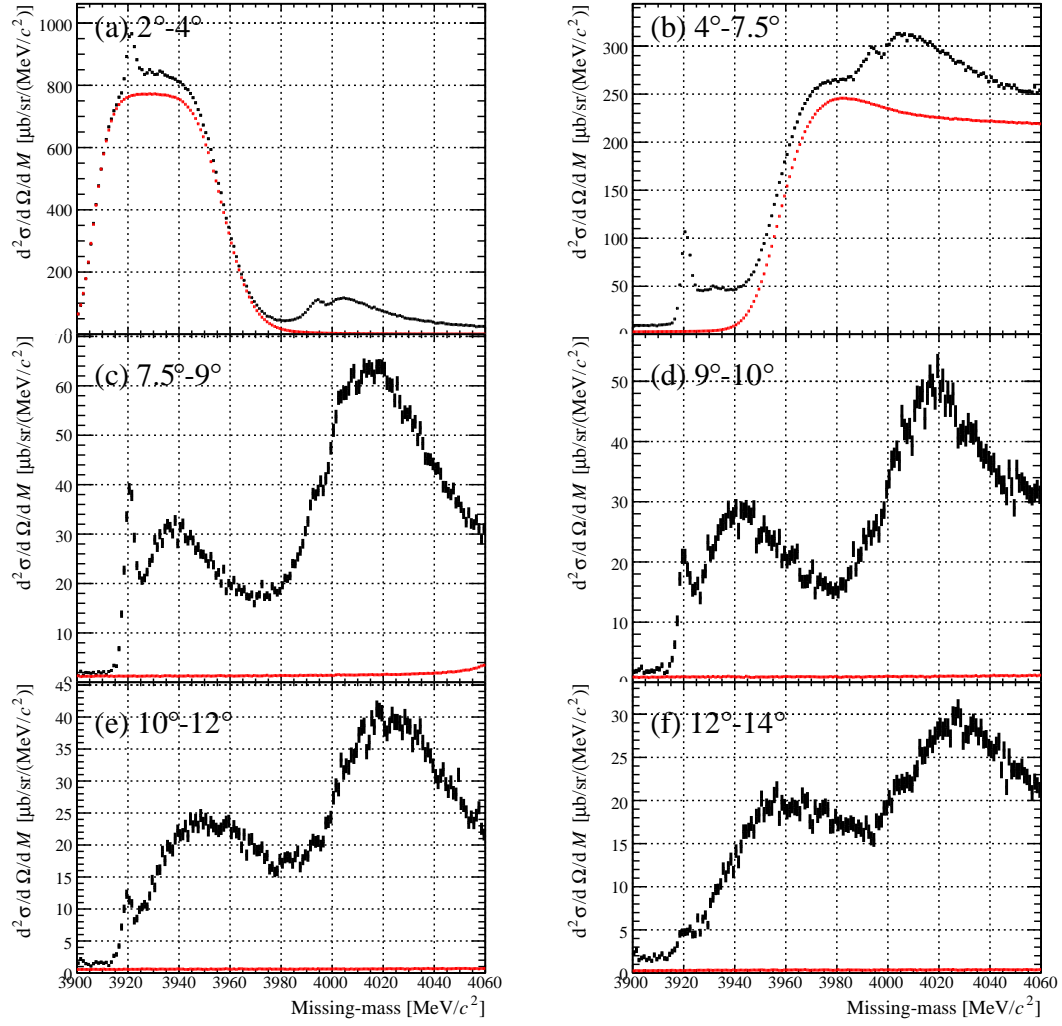 (a) 2°-4°
d²σ/dΩ/dM [μb/sr/(MeV/c²)]
1000
800
600
400
200
0
(b) 4°-7.5°
d²σ/dΩ/dM [μb/sr/(MeV/c²)]
300
250
200
150
100
50
0
(c) 7.5°-9°
d²σ/dΩ/dM [μb/sr/(MeV/c²)]
70
60
50
40
30
20
10
0
(d) 9°-10°
d²σ/dΩ/dM [μb/sr/(MeV/c²)]
50
40
30
20
10
0
(e) 10°-12°
d²σ/dΩ/dM [μb/sr/(MeV/c²)]
45
40
35
30
25
20
15
10
5
0
3900 3920 3940 3960 3980 4000 4020 4040 4060
Missing-mass [MeV/c²]
(f) 12°-14°
d²σ/dΩ/dM [μb/sr/(MeV/c²)]
30
25
20
15
10
5
0
3900 3920 3940 3960 3980 4000 4020 4040 4060
Missing-mass [MeV/c²]